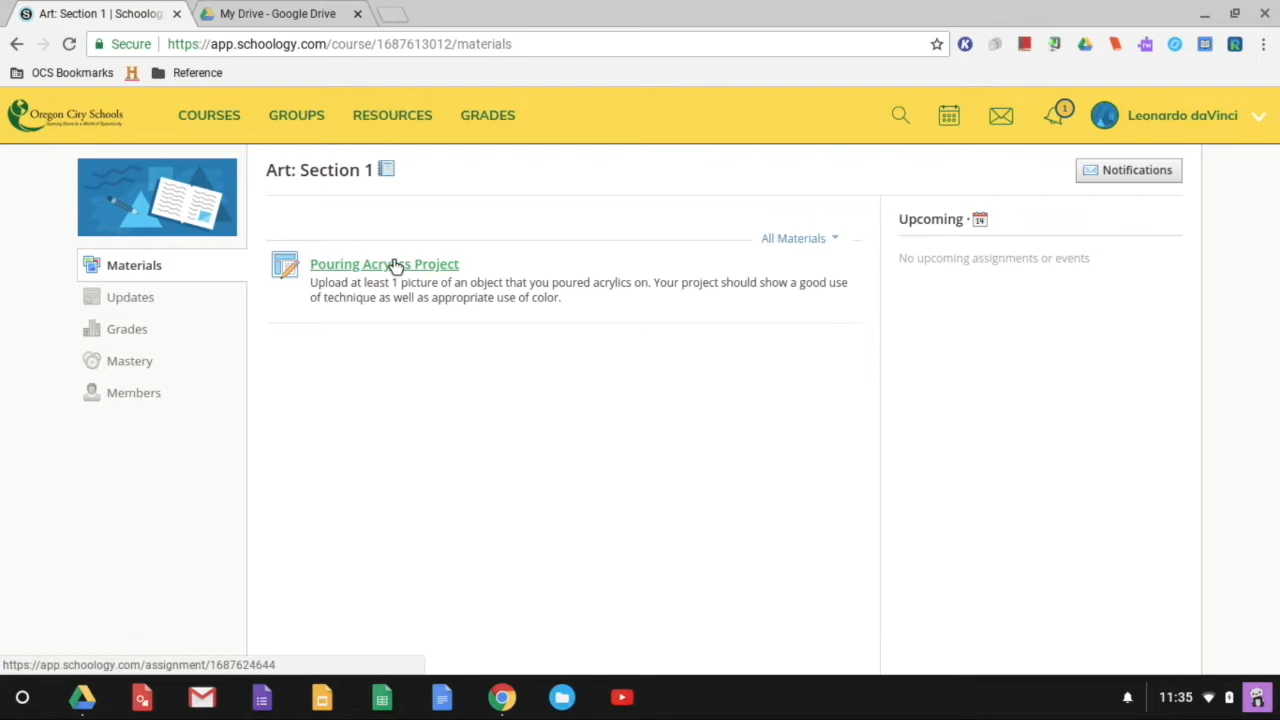 Art: Section 1 | Schoology
My Drive - Google Drive
Secure
https://app.schoology.com/course/1687613012/materials
OCS Bookmarks
Reference
Oregon City Schools
COURSES
GROUPS
RESOURCES
GRADES
1
Leonardo daVinci
Art: Section 1
Notifications
All Materials
Upcoming ·
14
No upcoming assignments or events
Materials
Updates
Grades
Mastery
Members
Pouring Acrylics Project
Upload at least 1 picture of an object that you poured acrylics on. Your project should show a good use
of technique as well as appropriate use of color.
https://app.schoology.com/assignment/1687624644
11:35